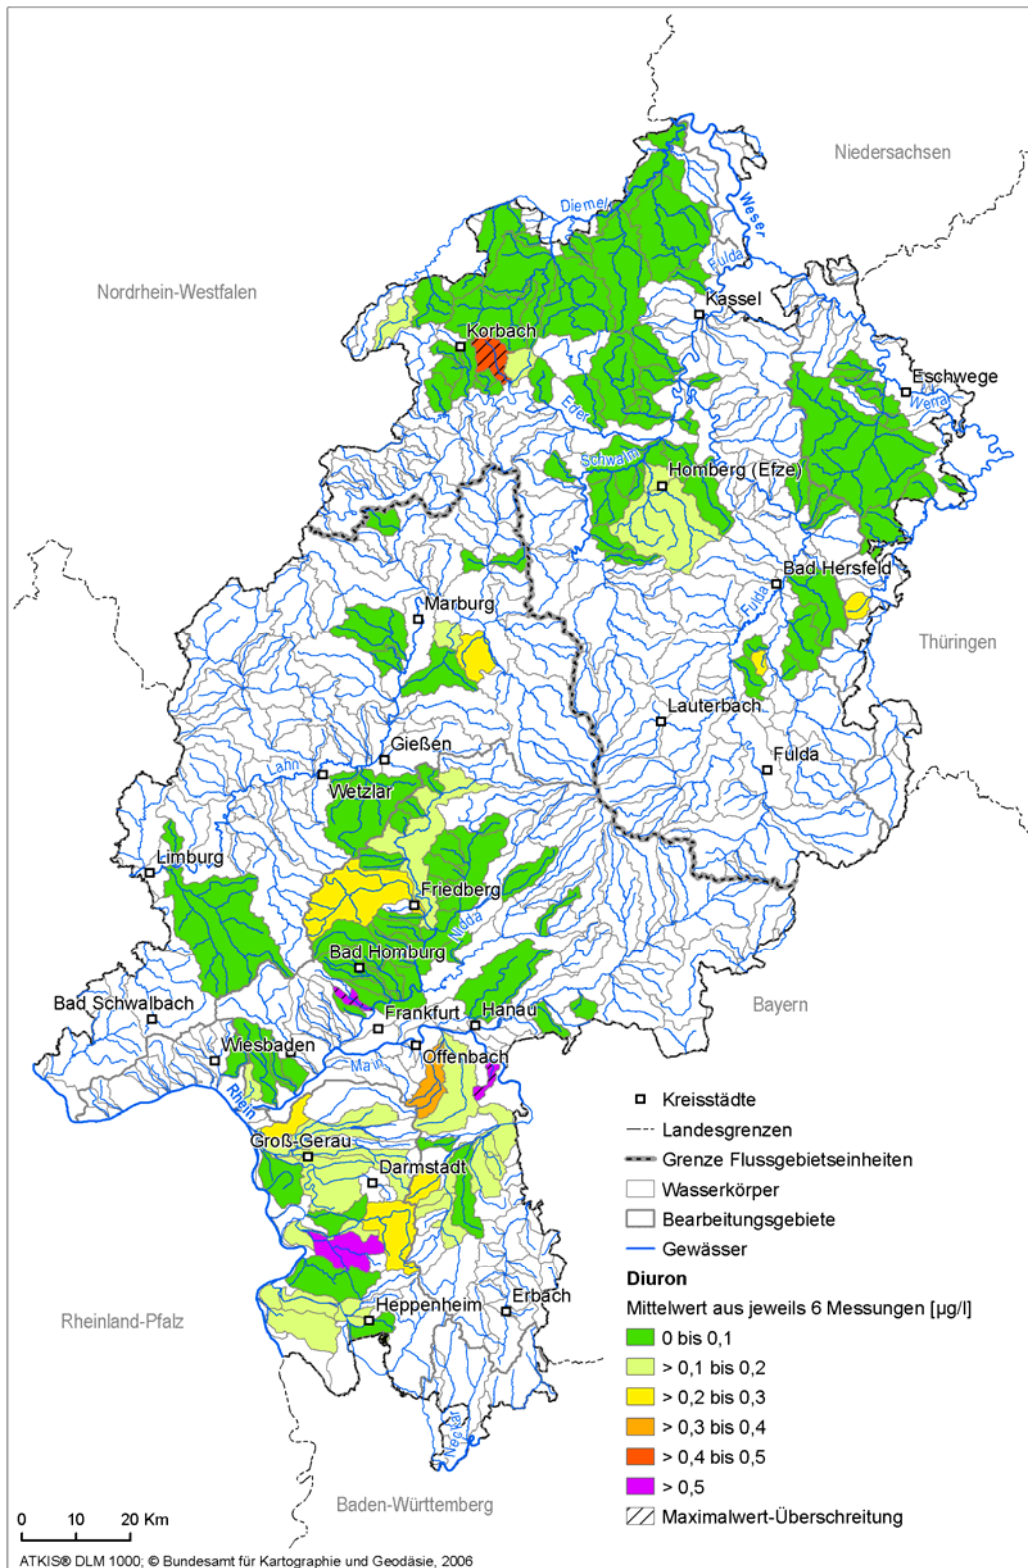 Niedersachsen
Diemel
Weser
Fulda
Nordrhein-Westfalen
Kassel
Korbach
Eschwege
Werra
Eder
Schwalm
Homberg (Efze)
Bad Hersfeld
Fulda
Marburg
Thüringen
Lauterbach
Gießen
Fulda
Lahn
Wetzlar
Limburg
Friedberg
Nidda
Bad Homburg
Bad Schwalbach
Frankfurt
Hanau
Bayern
Wiesbaden
Offenbach
Main
Rhein
Groß-Gerau
Darmstadt
Heppenheim
Erbach
Rheinland-Pfalz
Neckar
Baden-Württemberg
Kreisstädte
Landesgrenzen
Grenze Flussgebietseinheiten
Wasserkörper
Bearbeitungsgebiete
Gewässer
Diuron
Mittelwert aus jeweils 6 Messungen [µg/l]
0 bis 0,1
> 0,1 bis 0,2
> 0,2 bis 0,3
> 0,3 bis 0,4
> 0,4 bis 0,5
> 0,5
Maximalwert-Überschreitung
0 10 20 Km
ATKIS® DLM 1000; © Bundesamt für Kartographie und Geodäsie, 2006